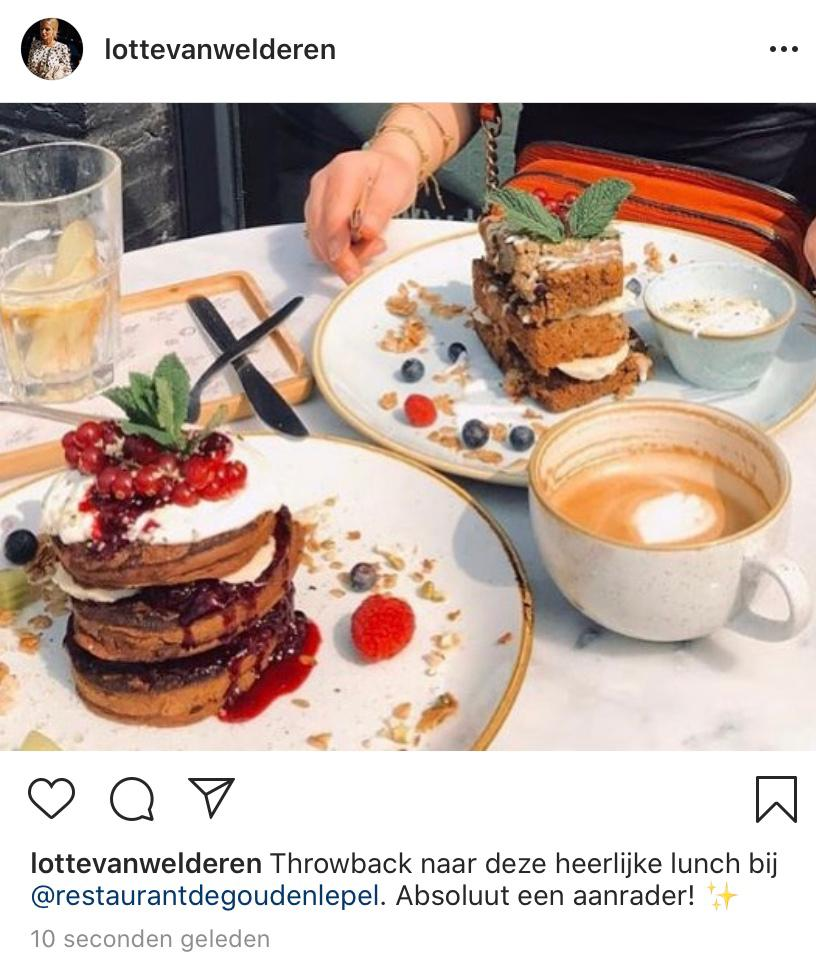 lottevanwelderen
lottevanwelderen Throwback naar deze heerlijke lunch bij
@restaurantdegoudenlepel. Absoluut een aanrader! ✨
10 seconden geleden